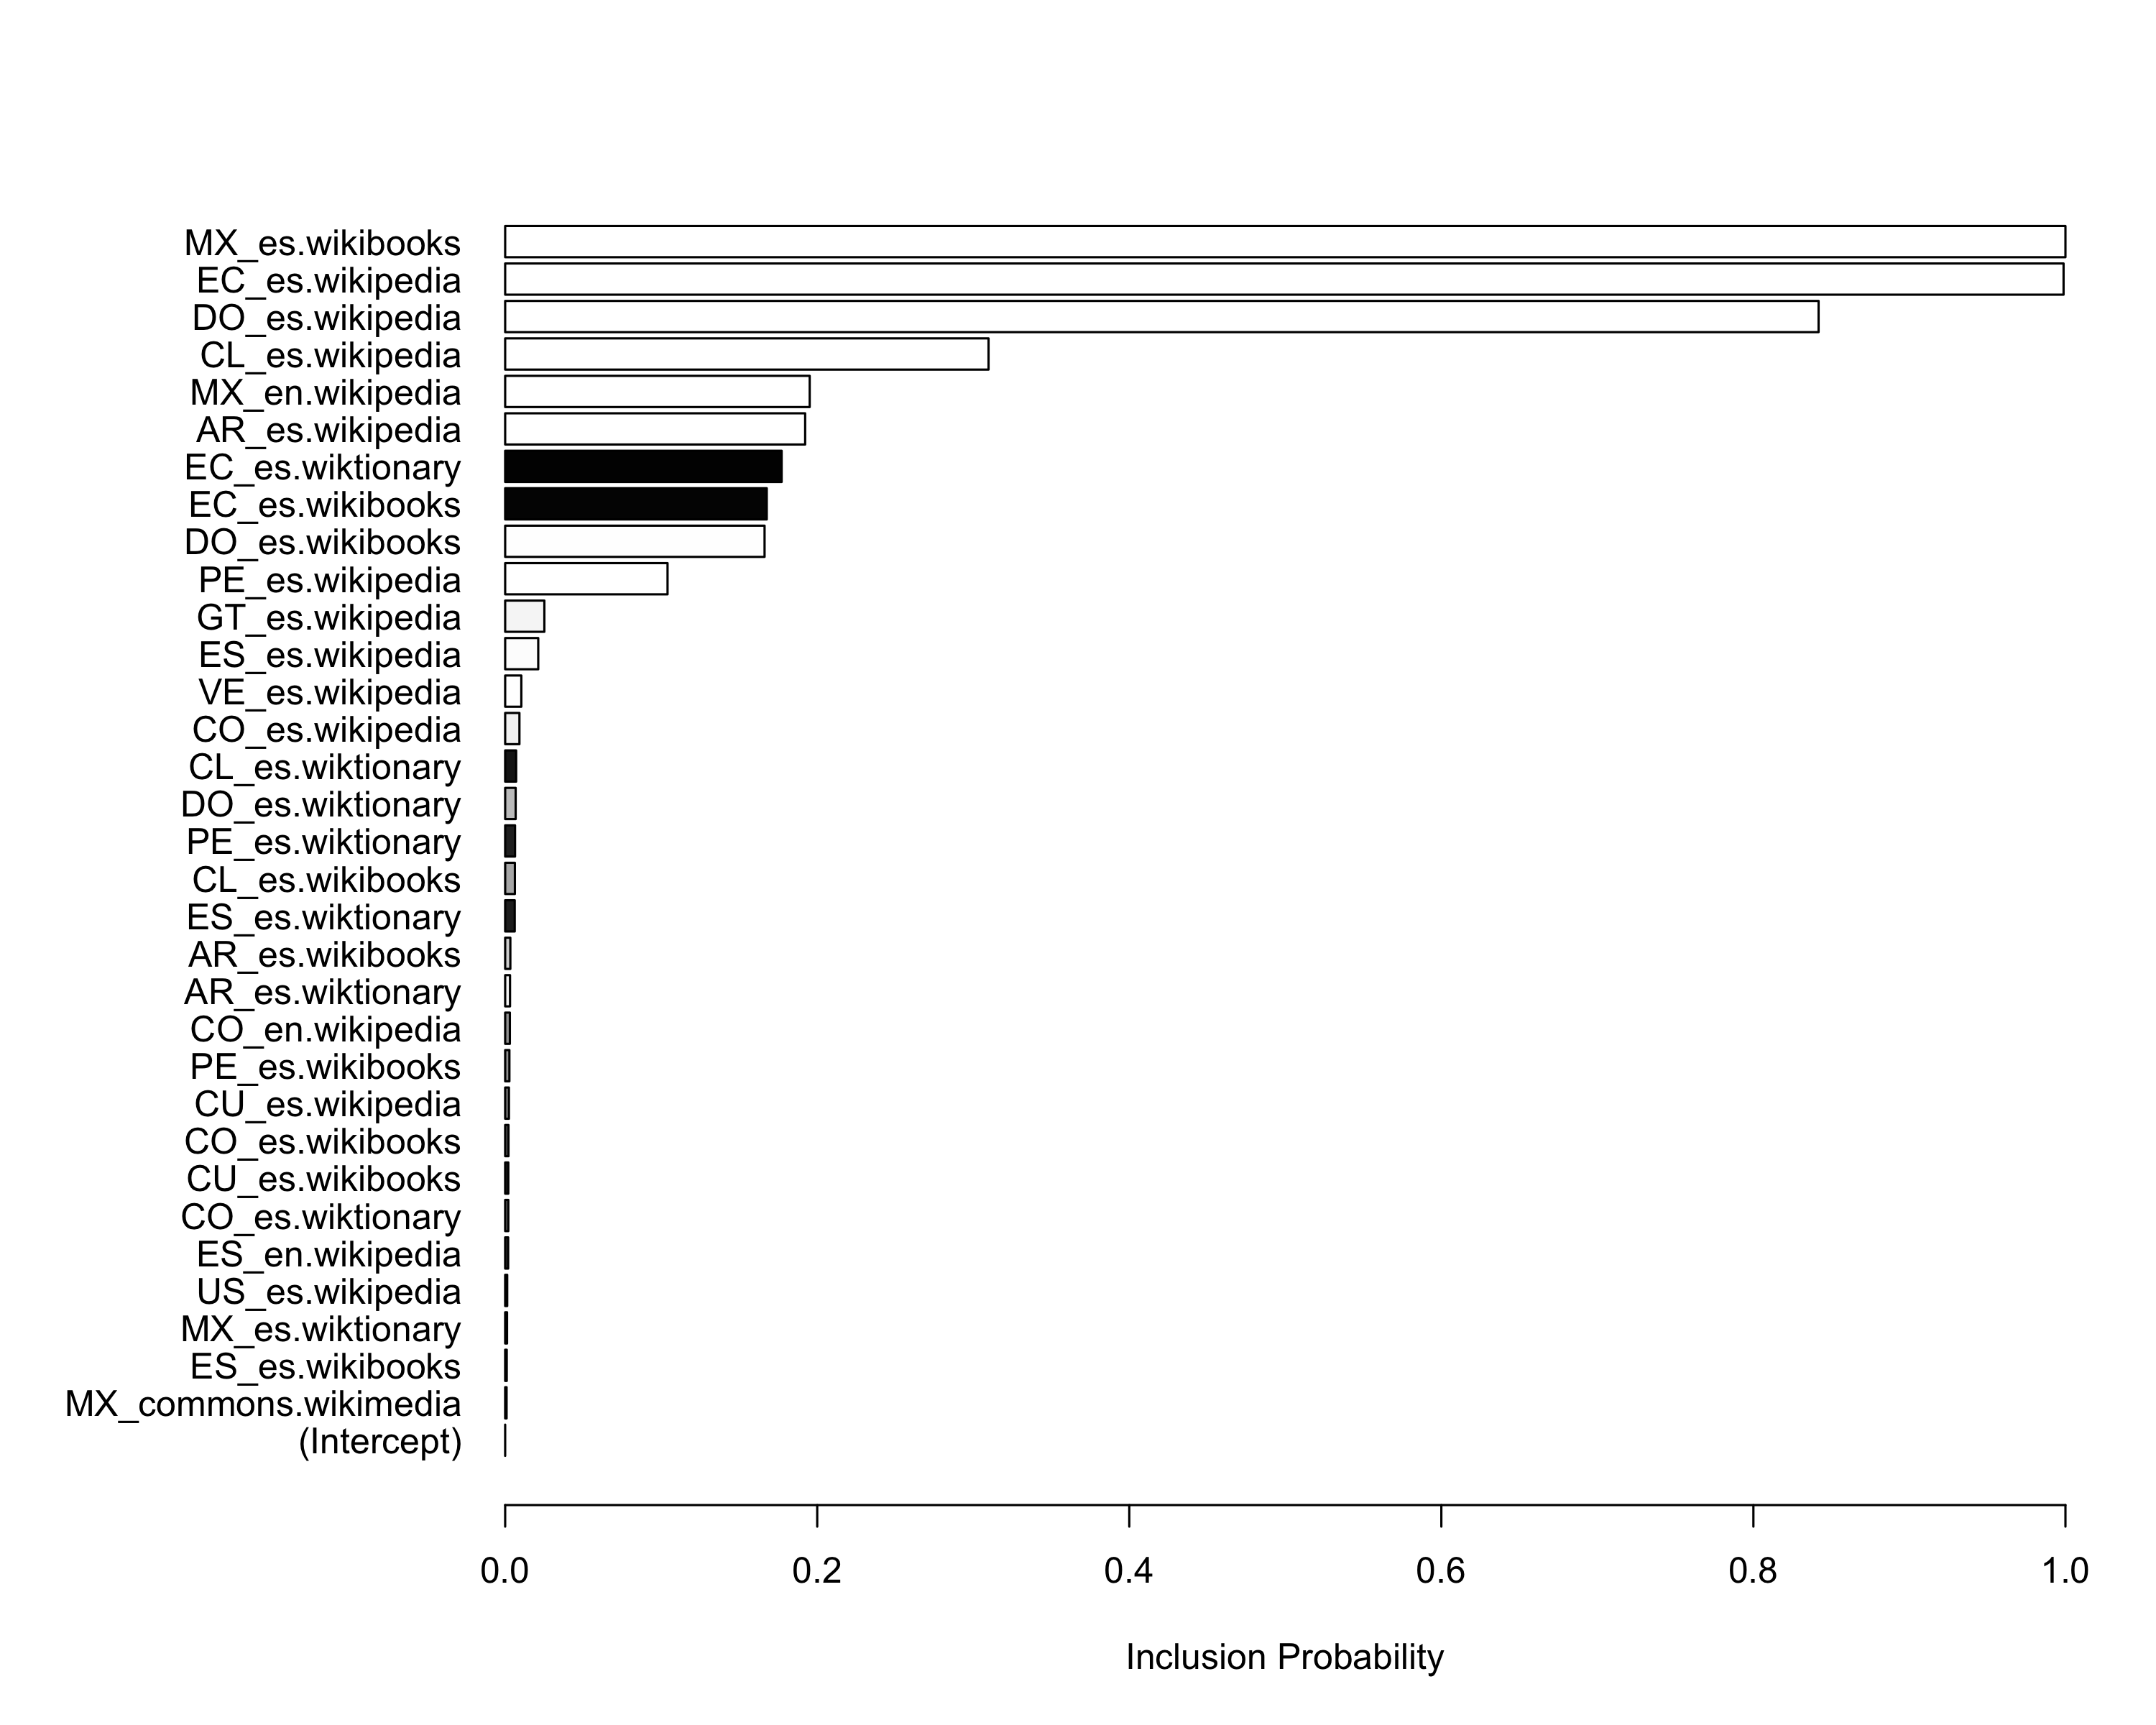 MX_es.wikibooks
EC_es.wikipedia
DO_es.wikipedia
CL_es.wikipedia
MX_en.wikipedia
AR_es.wikipedia
EC_es.wiktionary
EC_es.wikibooks
DO_es.wikibooks
PE_es.wikipedia
GT_es.wikipedia
ES_es.wikipedia
VE_es.wikipedia
CO_es.wikipedia
CL_es.wiktionary
DO_es.wiktionary
PE_es.wiktionary
CL_es.wikibooks
ES_es.wiktionary
AR_es.wikibooks
AR_es.wiktionary
CO_en.wikipedia
PE_es.wikibooks
CU_es.wikipedia
CO_es.wikibooks
CU_es.wikibooks
CO_es.wiktionary
ES_en.wikipedia
US_es.wikipedia
MX_es.wiktionary
ES_es.wikibooks
MX_commons.wikimedia
(Intercept)
0.0 0.2 0.4 0.6 0.8 1.0
Inclusion Probability